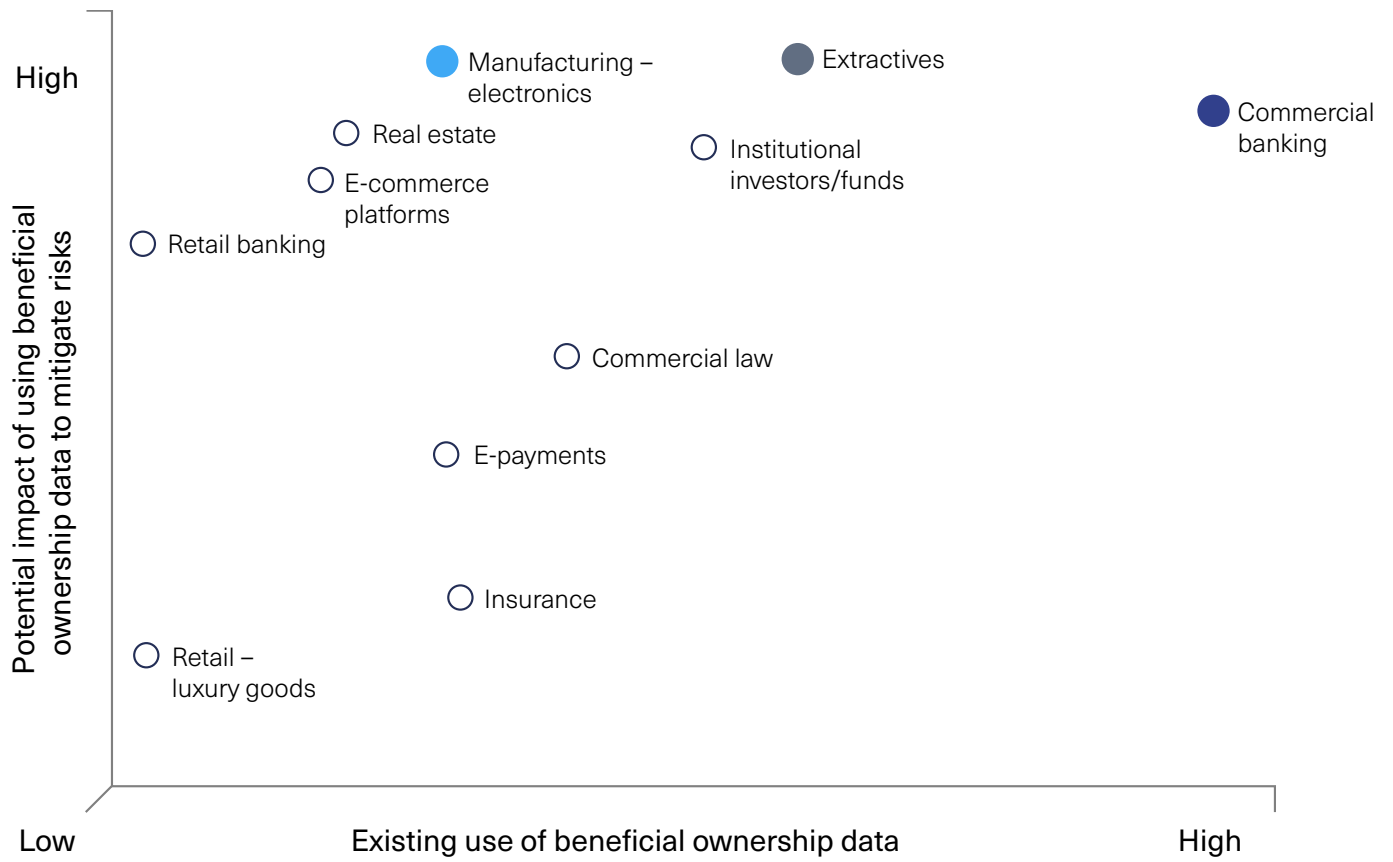 High
Manufacturing –
electronics
Extractives
Commercial
banking
Real estate
Institutional
investors/funds
E-commerce
platforms
Retail banking
Potential impact of using beneficial
ownership data to mitigate risks
Commercial law
E-payments
Insurance
Retail –
luxury goods
Low
Existing use of beneficial ownership data
High